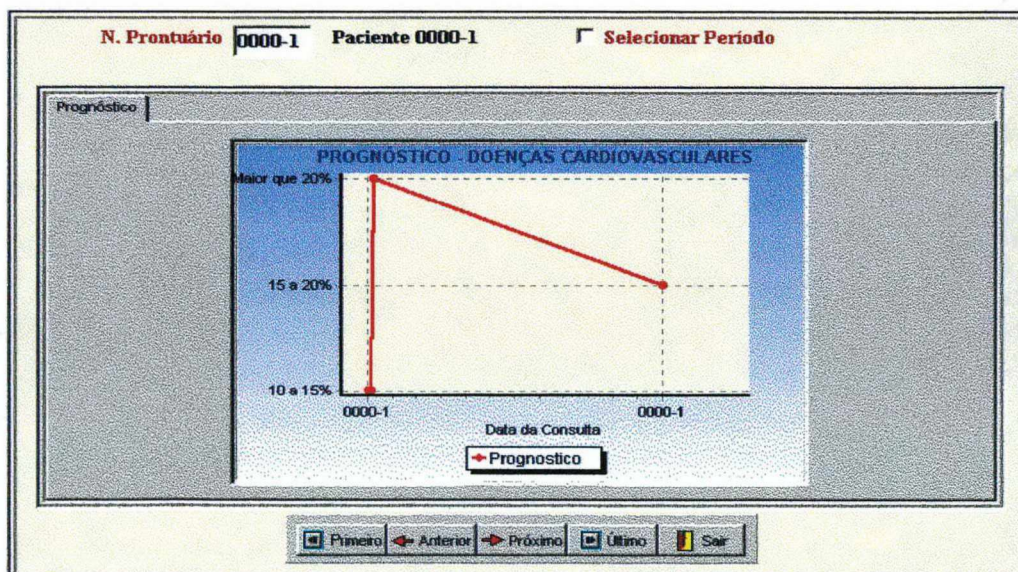 N. Prontuário 0000-1 Paciente 0000-1 Selecionar Período
Prognóstico
PROGNÓSTICO - DOENÇAS CARDIOVASCULARES
Maior que 20%
15 a 20%
10 a 15%
0000-1 0000-1
Data da Consulta
Prognostico
Primeiro Anterior Próximo Último Sair